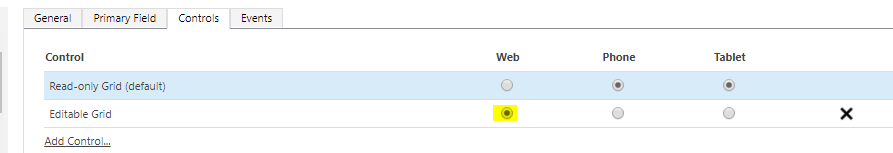 General Primary Field Controls Events
Control Web Phone Tablet
Read-only Grid (default)
Editable Grid
Add Control...